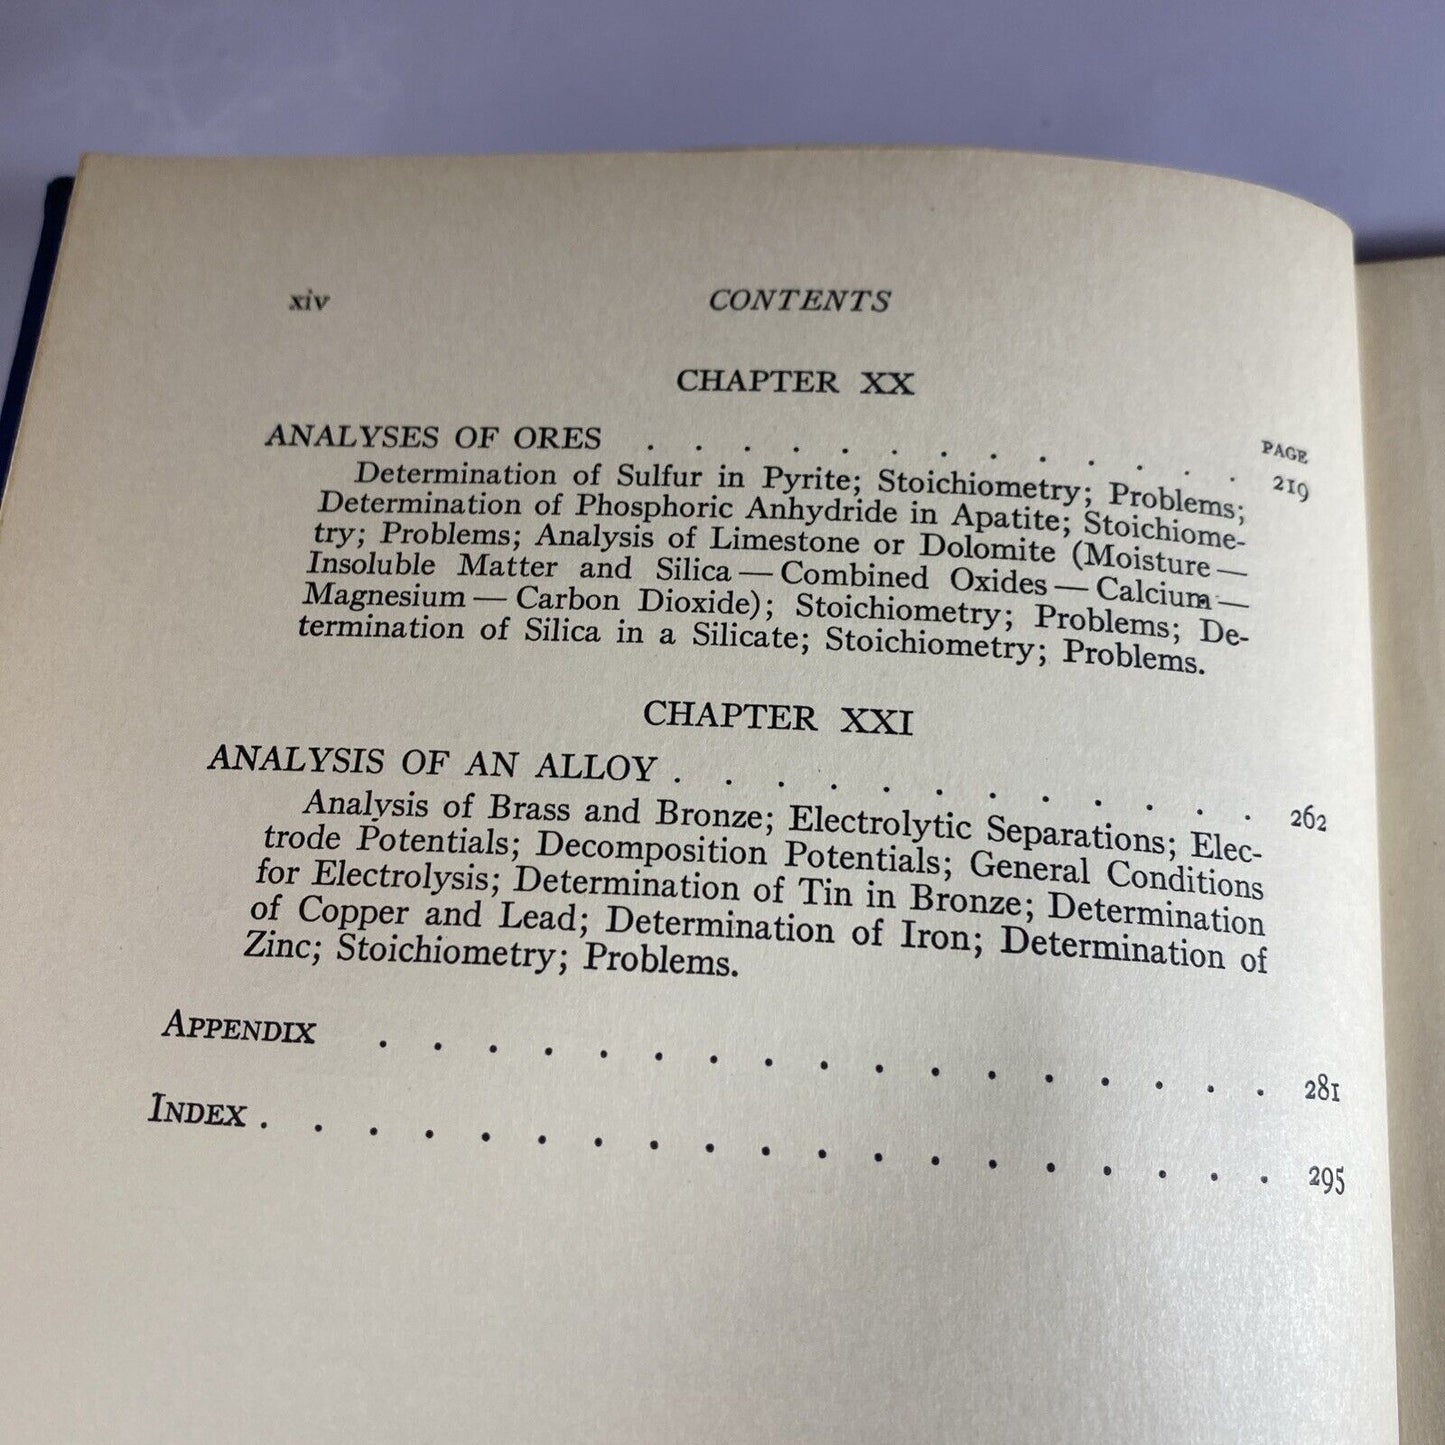 xiv CONTENTS
CHAPTER XX
PAGE
ANALYSES OF ORES . . . . . . . . . . . . . 219
Determination of Sulfur in Pyrite; Stoichiometry; Problems;
Determination of Phosphoric Anhydride in Apatite; Stoichiome-
try; Problems; Analysis of Limestone or Dolomite (Moisture —
Insoluble Matter and Silica — Combined Oxides — Calcium —
Magnesium — Carbon Dioxide); Stoichiometry; Problems; De-
termination of Silica in a Silicate; Stoichiometry; Problems.
CHAPTER XXI
ANALYSIS OF AN ALLOY . . . . . . . . . . . . 262
Analysis of Brass and Bronze; Electrolytic Separations; Elec-
trode Potentials; Decomposition Potentials; General Conditions
for Electrolysis; Determination of Tin in Bronze; Determination
of Copper and Lead; Determination of Iron; Determination of
Zinc; Stoichiometry; Problems.
APPENDIX . . . . . . . . . . . . . . . . . 281
INDEX . . . . . . . . . . . . . . . . . . . 295